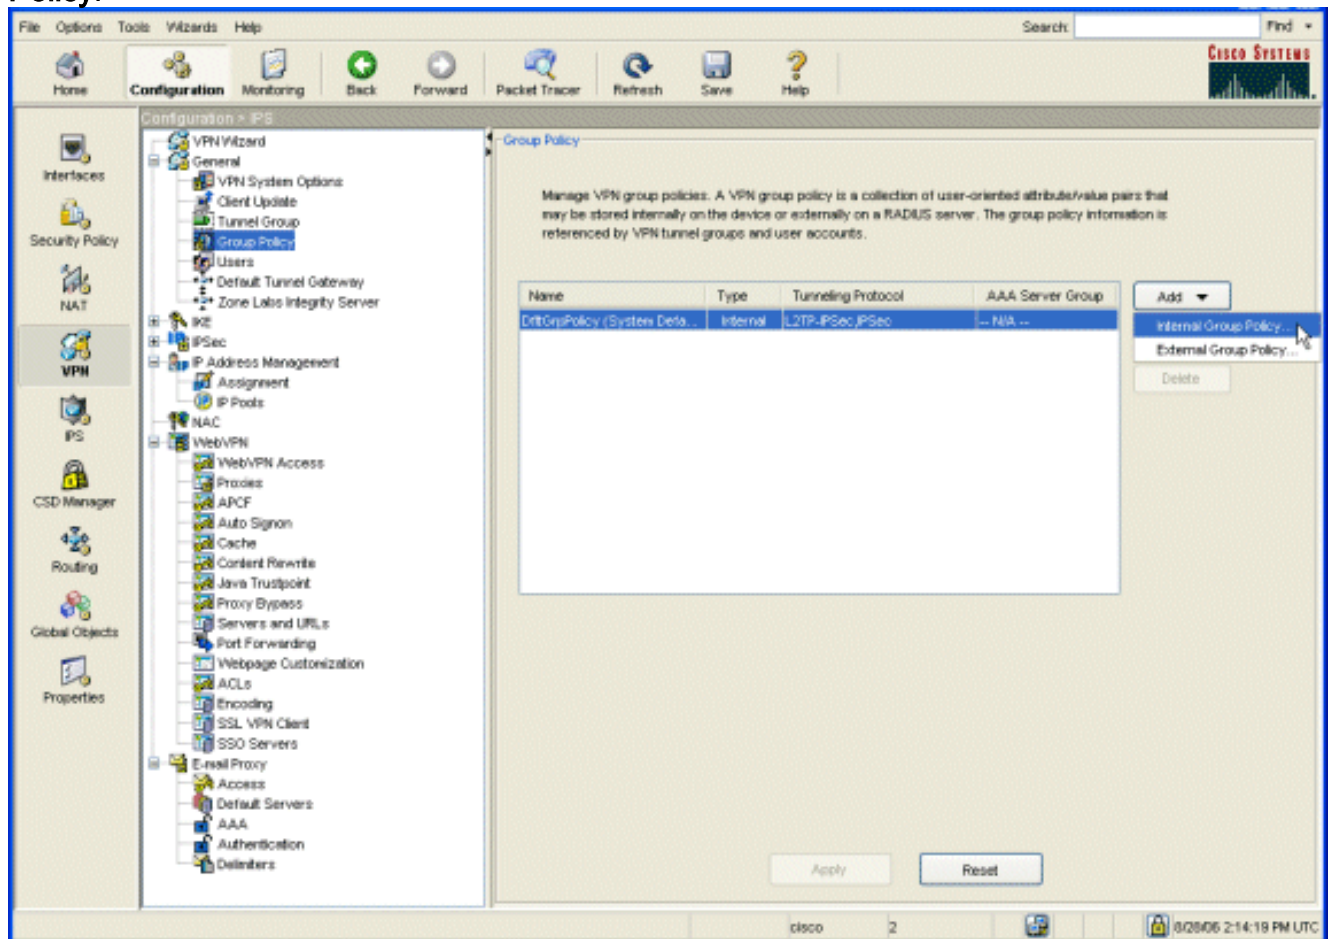 Policy.
File Options Tools Wizards Help Search: Find
Home Configuration Monitoring Back Forward Packet Tracer Refresh Save Help
CISCO SYSTEMS
Configuration > IPS
Interfaces
Security Policy
NAT
VPN
IPS
CSD Manager
Routing
Global Objects
Properties
VPN Wizard
General
VPN System Options
Client Update
Tunnel Group
Group Policy
Users
Default Tunnel Gateway
Zone Labs Integrity Server
IKE
IPSec
IP Address Management
Assignment
IP Pools
NAC
WebVPN
WebVPN Access
Proxies
APCF
Auto Signon
Cache
Content Rewrite
Java Trustpoint
Proxy Bypass
Servers and URLs
Port Forwarding
Webpage Customization
ACLs
Encoding
SSL VPN Client
SSO Servers
E-mail Proxy
Access
Default Servers
AAA
Authentication
Delimiters
Group Policy
Manage VPN group policies. A VPN group policy is a collection of user-oriented attribute/value pairs that
may be stored internally on the device or externally on a RADIUS server. The group policy information is
referenced by VPN tunnel groups and user accounts.
Name Type Tunneling Protocol AAA Server Group
DfltGrpPolicy (System Defa... Internal L2TP-IPSec,IPSec -- N/A --
Add
Internal Group Policy...
External Group Policy...
Delete
Apply Reset
cisco 2 8/28/06 2:14:19 PM UTC